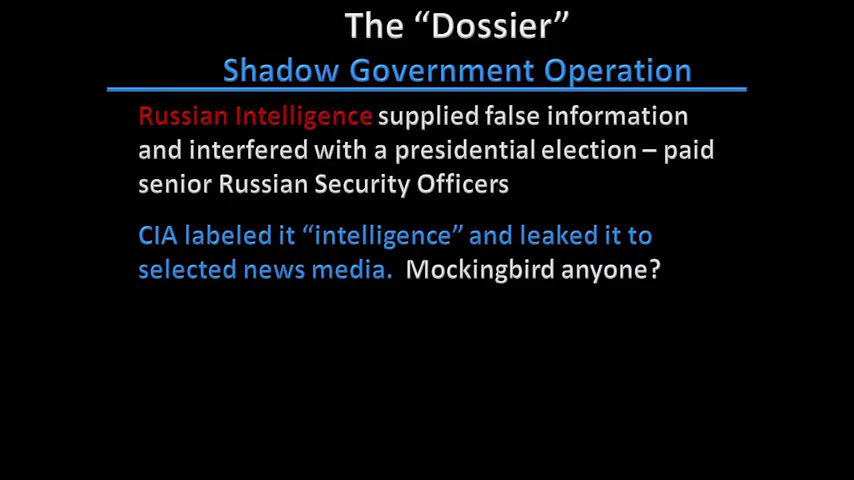 The “Dossier”
Shadow Government Operation
Russian Intelligence supplied false information
and interfered with a presidential election – paid
senior Russian Security Officers
CIA labeled it “intelligence” and leaked it to
selected news media.  Mockingbird anyone?